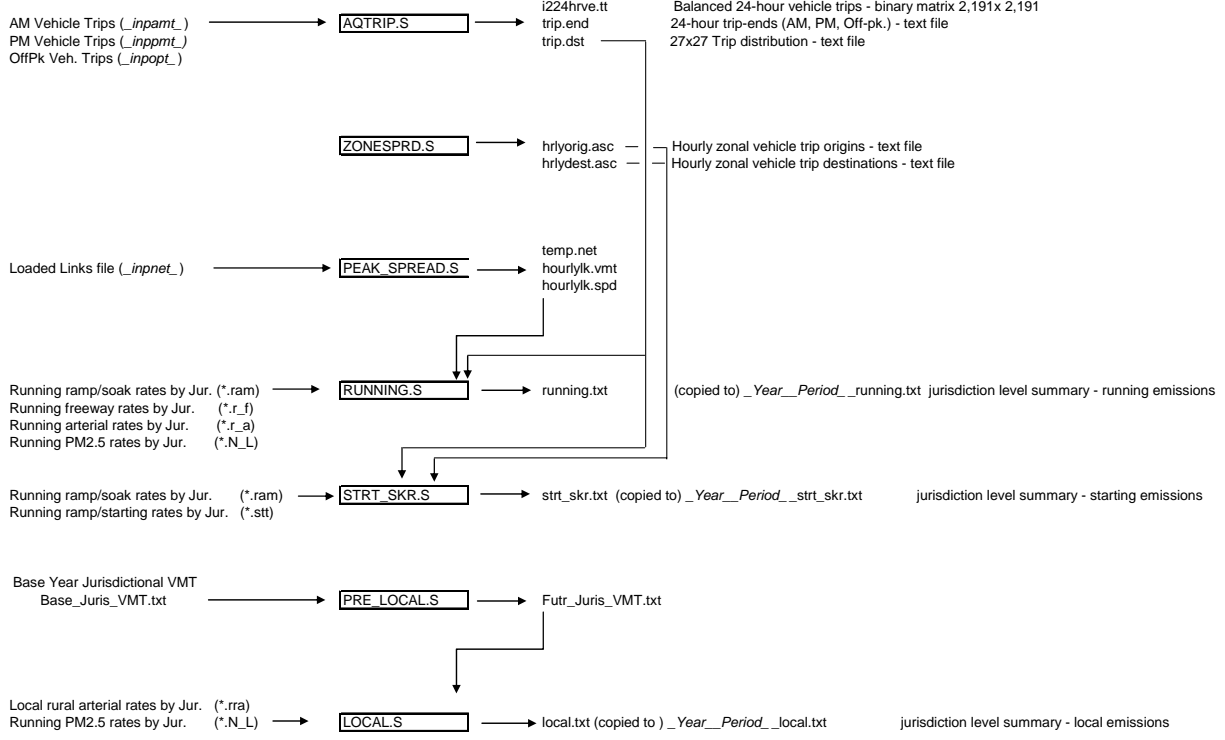 i224hrve.tt Balanced 24-hour vehicle trips - binary matrix 2,191x 2,191
AM Vehicle Trips (_inpamt_) AQTRIP.S trip.end 24-hour trip-ends (AM, PM, Off-pk.) - text file
PM Vehicle Trips (_inppmt_) trip.dst 27x27 Trip distribution - text file
OffPk Veh. Trips (_inpopt_)
ZONESPRD.S hrlyorig.asc Hourly zonal vehicle trip origins - text file
hrlydest.asc Hourly zonal vehicle trip destinations - text file
temp.net
Loaded Links file (_inpnet_) PEAK_SPREAD.S hourlylk.vmt
hourlylk.spd
Running ramp/soak rates by Jur. (*.ram) RUNNING.S running.txt (copied to) _Year__Period__running.txt jurisdiction level summary - running emissions
Running freeway rates by Jur. (*.r_f)
Running arterial rates by Jur. (*.r_a)
Running PM2.5 rates by Jur. (*.N_L)
Running ramp/soak rates by Jur. (*.ram) STRT_SKR.S strt_skr.txt (copied to) _Year__Period__strt_skr.txt jurisdiction level summary - starting emissions
Running ramp/starting rates by Jur. (*.stt)
Base Year Jurisdictional VMT
Base_Juris_VMT.txt PRE_LOCAL.S Futr_Juris_VMT.txt
Local rural arterial rates by Jur. (*.rra)
Running PM2.5 rates by Jur. (*.N_L) LOCAL.S local.txt (copied to ) _Year__Period__local.txt jurisdiction level summary - local emissions